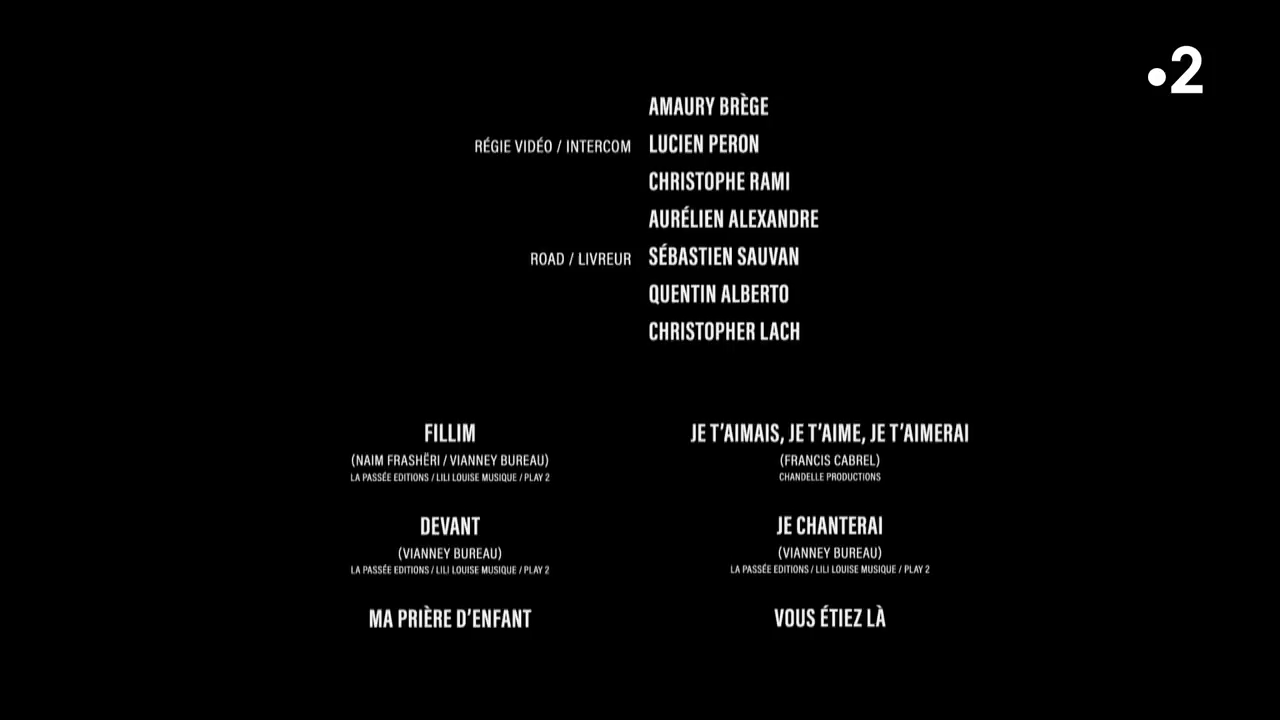 •2
AMAURY BRÈGE
RÉGIE VIDÉO / INTERCOM LUCIEN PERON
CHRISTOPHE RAMI
AURÉLIEN ALEXANDRE
ROAD / LIVREUR SÉBASTIEN SAUVAN
QUENTIN ALBERTO
CHRISTOPHER LACH
FILLIM
(NAIM FRASHËRI / VIANNEY BUREAU)
LA PASSÉE EDITIONS / LILI LOUISE MUSIQUE / PLAY 2
JE T'AIMAIS, JE T'AIME, JE T'AIMERAI
(FRANCIS CABREL)
CHANDELLE PRODUCTIONS
DEVANT
(VIANNEY BUREAU)
LA PASSÉE EDITIONS / LILI LOUISE MUSIQUE / PLAY 2
JE CHANTERAI
(VIANNEY BUREAU)
LA PASSÉE EDITIONS / LILI LOUISE MUSIQUE / PLAY 2
MA PRIÈRE D'ENFANT
VOUS ÉTIEZ LÀ